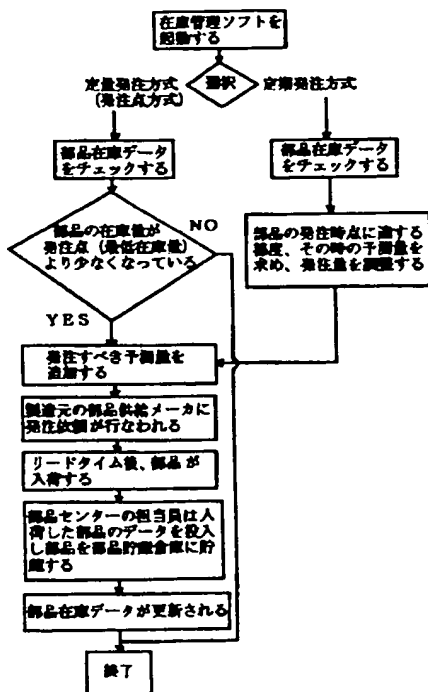 在庫管理ソフトを
起動する
選択
定量発注方式
(発注点方式)
定期発注方式
部品在庫データ
をチェックする
部品在庫データ
をチェックする
部品の在庫量が
発注点(最低在庫量)
より少なくなっている
NO
YES
部品の発注時点に達する
都度、その時の予測量を
求め、発注量を調整する
発注すべき予測量を
追加する
製造元の部品供給メーカに
発注依頼が行なわれる
リードタイム後、部品が
入荷する
部品センターの担当員は入
荷した部品のデータを投入
し部品を部品貯蔵倉庫に貯
蔵する
部品在庫データが更新される
終了